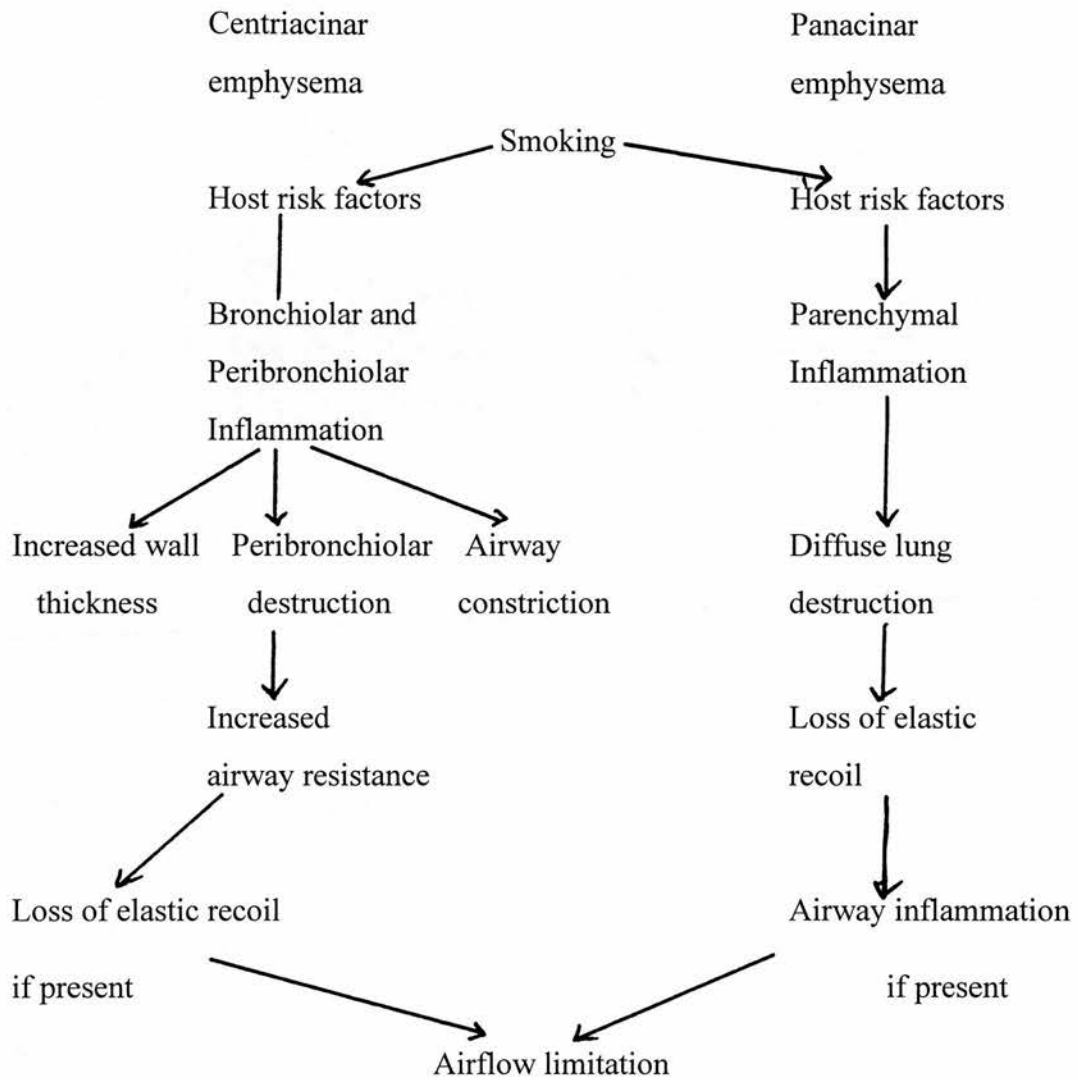 Centriacinar
emphysema
Panacinar
emphysema
Smoking
Host risk factors
Host risk factors
Bronchiolar and
Peribronchiolar
Inflammation
Parenchymal
Inflammation
Increased wall
thickness
Peribronchiolar
destruction
Airway
constriction
Diffuse lung
destruction
Increased
airway resistance
Loss of elastic
recoil
Loss of elastic recoil
if present
Airway inflammation
if present
Airflow limitation